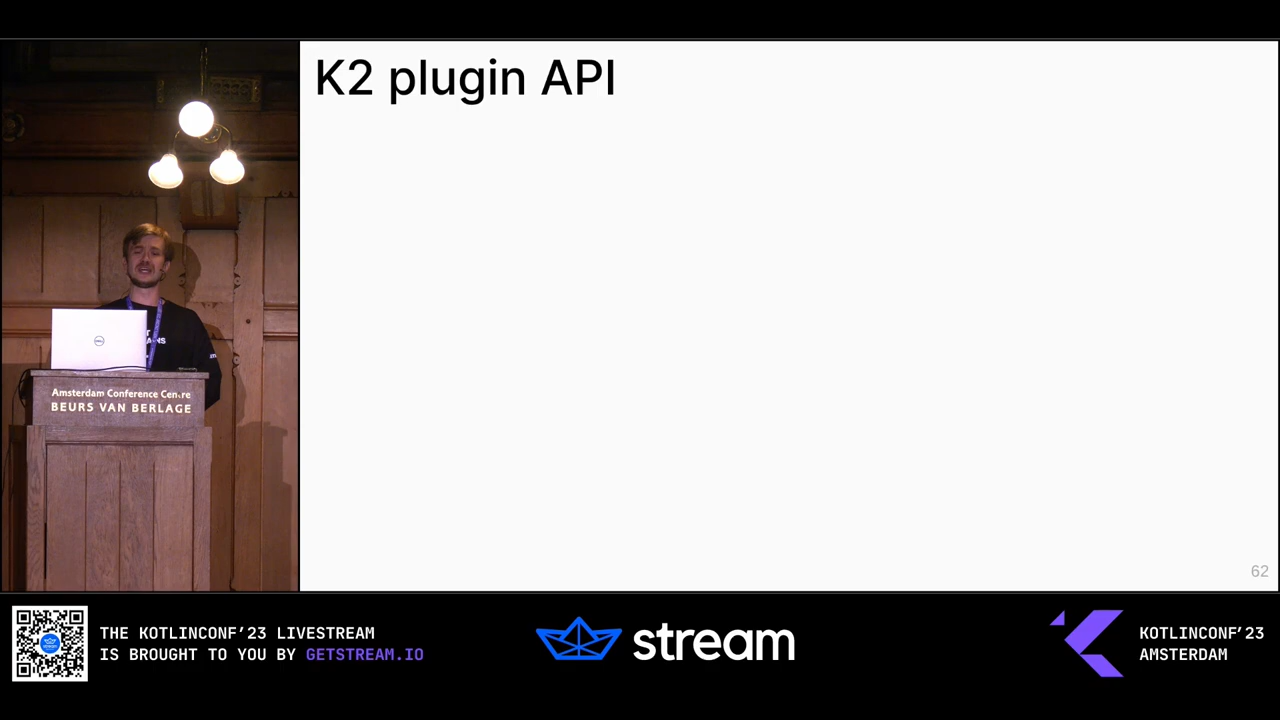 K2 plugin API
Amsterdam Conference Centre
BEURS VAN BERLAGE
62
THE KOTLINCONF’23 LIVESTREAM
IS BROUGHT TO YOU BY GETSTREAM.IO
stream
KOTLINCONF’23
AMSTERDAM